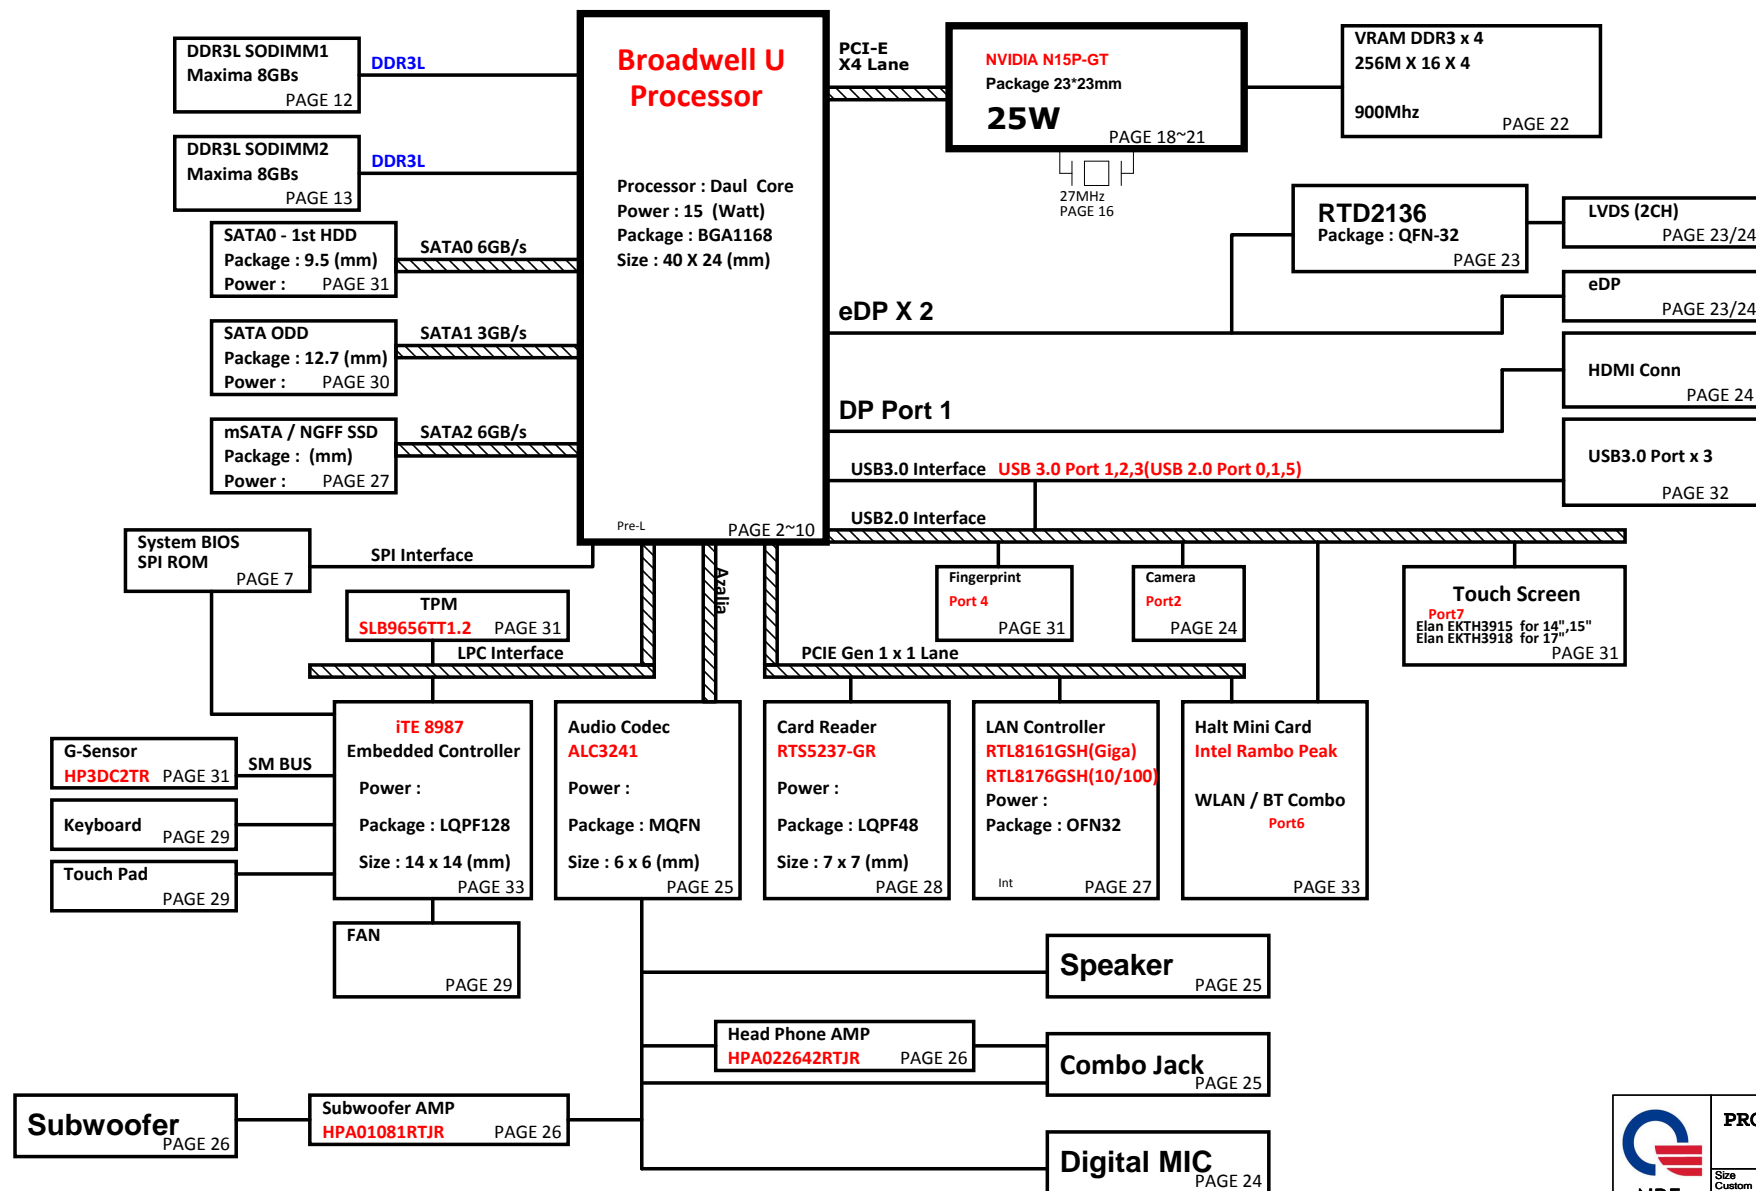 DDR3L SODIMM1
Maxima 8GBs
PAGE 12
DDR3L
DDR3L SODIMM2
Maxima 8GBs
PAGE 13
DDR3L
SATA0 - 1st HDD
Package : 9.5 (mm)
Power : PAGE 31
SATA0 6GB/s
SATA ODD
Package : 12.7 (mm)
Power : PAGE 30
SATA1 3GB/s
mSATA / NGFF SSD
Package : (mm)
Power : PAGE 27
SATA2 6GB/s
Broadwell U
Processor
Processor : Daul Core
Power : 15 (Watt)
Package : BGA1168
Size : 40 X 24 (mm)
Pre-L
PAGE 2~10
PCI-E
X4 Lane
NVIDIA N15P-GT
Package 23*23mm
25W
PAGE 18~21
27MHz
PAGE 16
VRAM DDR3 x 4
256M X 16 X 4
900Mhz
PAGE 22
RTD2136
Package : QFN-32
PAGE 23
LVDS (2CH)
PAGE 23/24
eDP X 2
eDP
PAGE 23/24
DP Port 1
HDMI Conn
PAGE 24
USB3.0 Interface USB 3.0 Port 1,2,3(USB 2.0 Port 0,1,5)
USB3.0 Port x 3
PAGE 32
USB2.0 Interface
System BIOS
SPI ROM
PAGE 7
SPI Interface
TPM
SLB9656TT1.2 PAGE 31
LPC Interface
Azalia
PCIE Gen 1 x 1 Lane
Fingerprint
Port 4
PAGE 31
Camera
Port2
PAGE 24
Touch Screen
Port7
Elan EKTH3915 for 14",15"
Elan EKTH3918 for 17"
PAGE 31
G-Sensor
HP3DC2TR PAGE 31
SM BUS
Keyboard
PAGE 29
Touch Pad
PAGE 29
iTE 8987
Embedded Controller
Power :
Package : LQPF128
Size : 14 x 14 (mm)
PAGE 33
Audio Codec
ALC3241
Power :
Package : MQFN
Size : 6 x 6 (mm)
PAGE 25
Card Reader
RTS5237-GR
Power :
Package : LQPF48
Size : 7 x 7 (mm)
PAGE 28
LAN Controller
RTL8161GSH(Giga)
RTL8176GSH(10/100)
Power :
Package : OFN32
Int
PAGE 27
Halt Mini Card
Intel Rambo Peak
WLAN / BT Combo
Port6
PAGE 33
FAN
PAGE 29
Speaker
PAGE 25
Head Phone AMP
HPA022642RTJR PAGE 26
Combo Jack
PAGE 25
Subwoofer
PAGE 26
Subwoofer AMP
HPA01081RTJR PAGE 26
Digital MIC
PAGE 24
Size
Custom